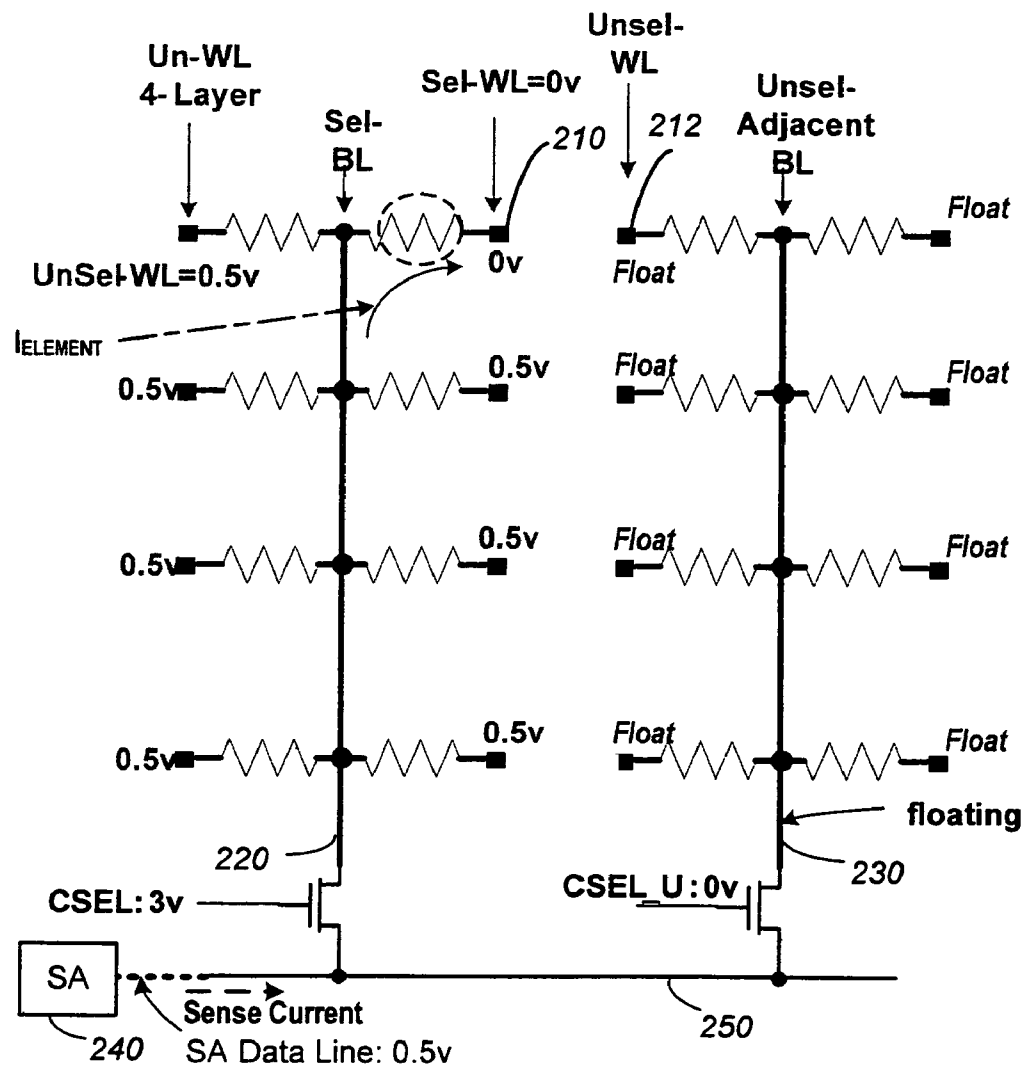 Un-WL
4-Layer
Sel-
BL
Sel-WL=0v
210
Unsel-
WL
212
Unsel-
Adjacent
BL
Float
0v
Float
UnSel-WL=0.5v
IELEMENT
0.5v
0.5v
Float
Float
0.5v
0.5v
Float
Float
0.5v
0.5v
Float
Float
floating
220
230
CSEL: 3v
CSEL_U : 0v
SA
Sense Current
250
240
SA Data Line: 0.5v